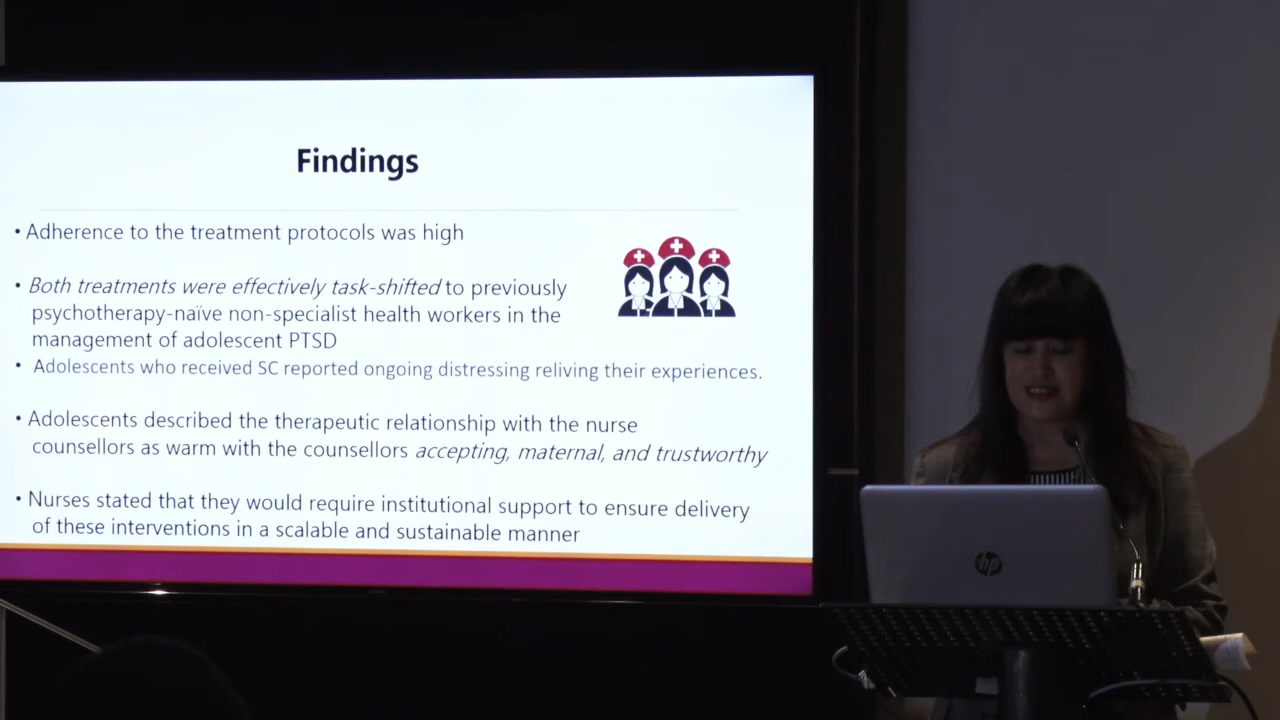 Findings
• Adherence to the treatment protocols was high
• Both treatments were effectively task-shifted to previously
psychotherapy-naïve non-specialist health workers in the
management of adolescent PTSD
• Adolescents who received SC reported ongoing distressing reliving their experiences.
• Adolescents described the therapeutic relationship with the nurse
counsellors as warm with the counsellors accepting, maternal, and trustworthy
• Nurses stated that they would require institutional support to ensure delivery
of these interventions in a scalable and sustainable manner
hp